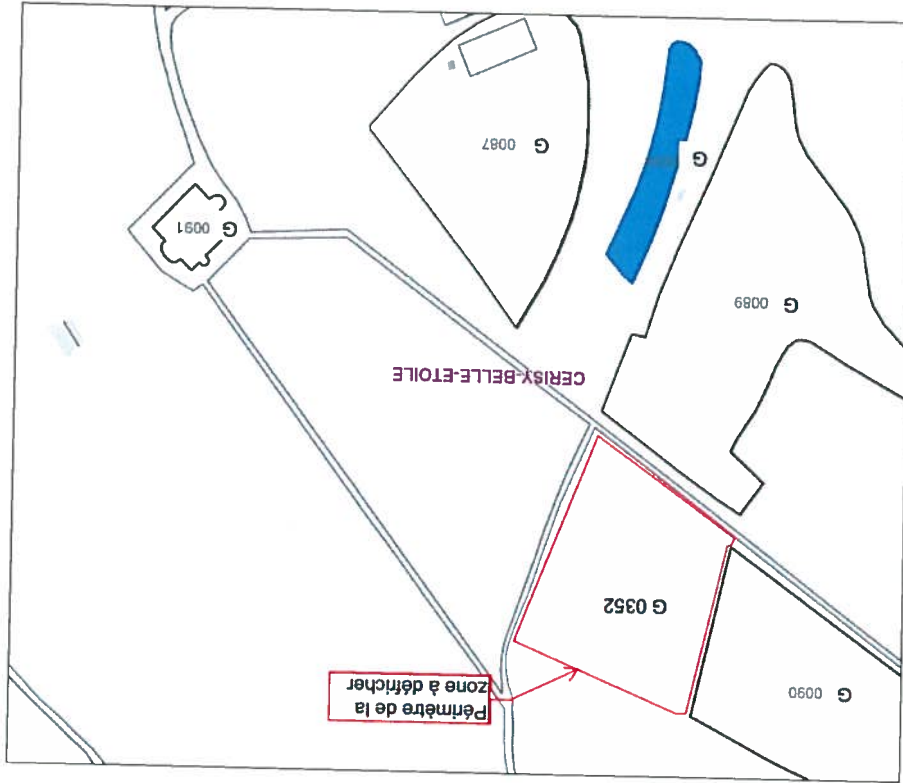 G 0090
Périmètre de la
zone à défricher
G 0352
CERISY-BELLE-ETOILE
G 0089
G 0091
G
G 0087